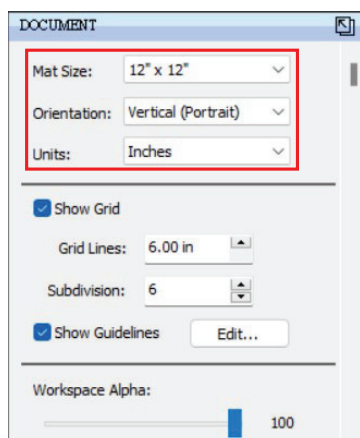 DOCUMENT
Mat Size: 12" x 12"
Orientation: Vertical (Portrait)
Units: Inches
Show Grid
Grid Lines: 6.00 in
Subdivision: 6
Show Guidelines Edit...
Workspace Alpha:
100